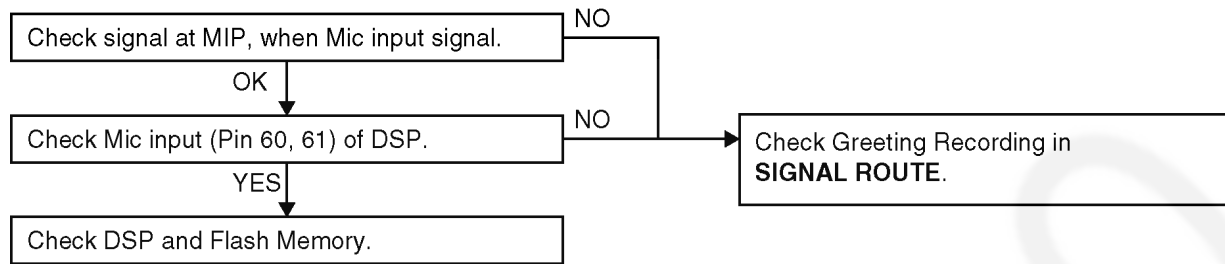 Check signal at MIP, when Mic input signal.
NO
OK
Check Mic input (Pin 60, 61) of DSP.
NO
Check Greeting Recording in
SIGNAL ROUTE.
YES
Check DSP and Flash Memory.